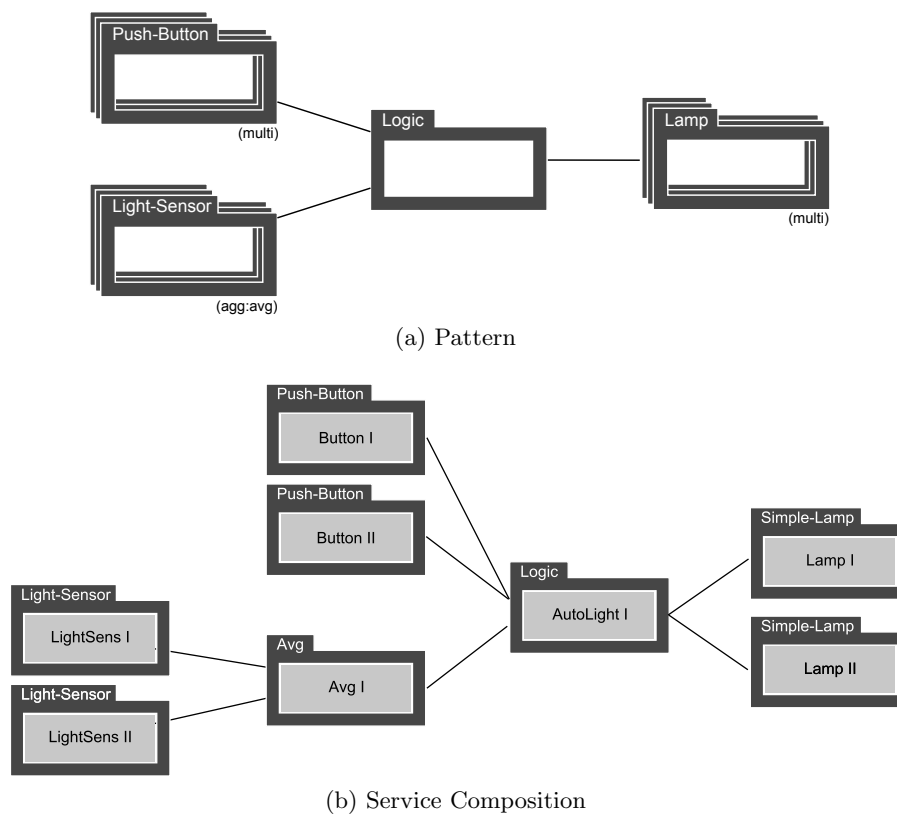 Push-Button
(multi)
Logic
Lamp
(multi)
Light-Sensor
(agg:avg)
(a) Pattern
Push-Button
Button I
Push-Button
Button II
Light-Sensor
LightSens I
Light-Sensor
LightSens II
Avg
Avg I
Logic
AutoLight I
Simple-Lamp
Lamp I
Simple-Lamp
Lamp II
(b) Service Composition